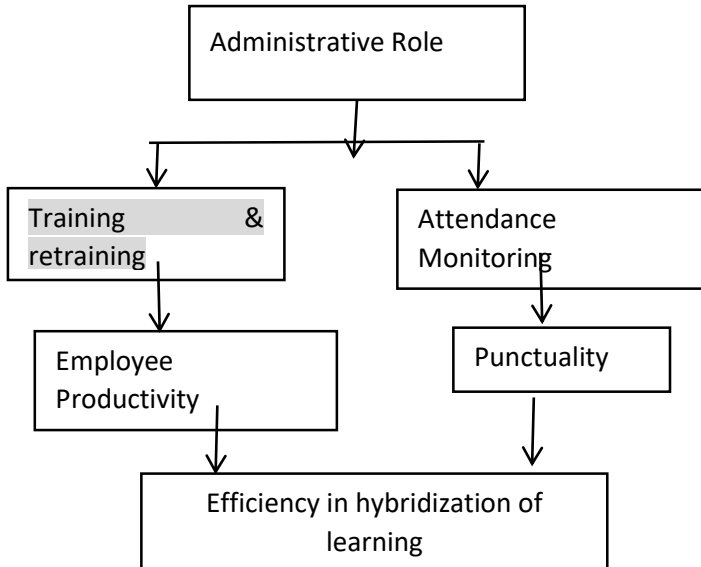 Administrative Role
Training &
retraining
Attendance
Monitoring
Employee
Productivity
Punctuality
Efficiency in hybridization of
learning